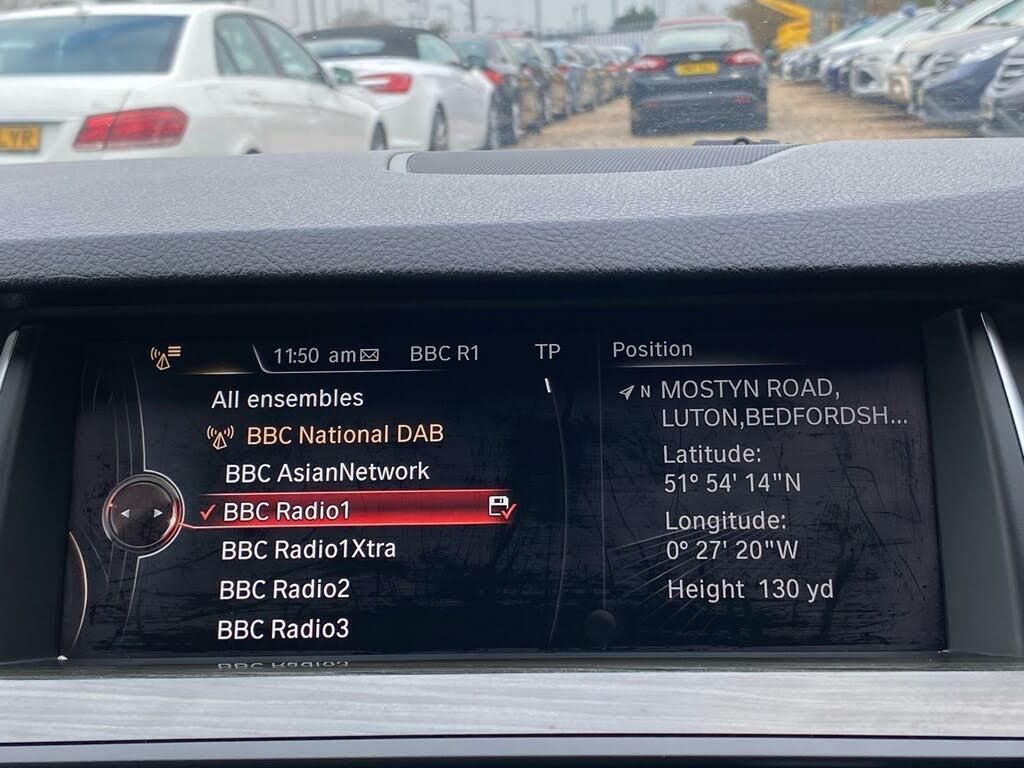 LYR
11:50 am BBC R1 TP
All ensembles
BBC National DAB
BBC AsianNetwork
BBC Radio1
BBC Radio1Xtra
BBC Radio2
BBC Radio3
Position
N MOSTYN ROAD,
LUTON,BEDFORDSH...
Latitude:
51° 54' 14"N
Longitude:
0° 27' 20"W
Height 130 yd